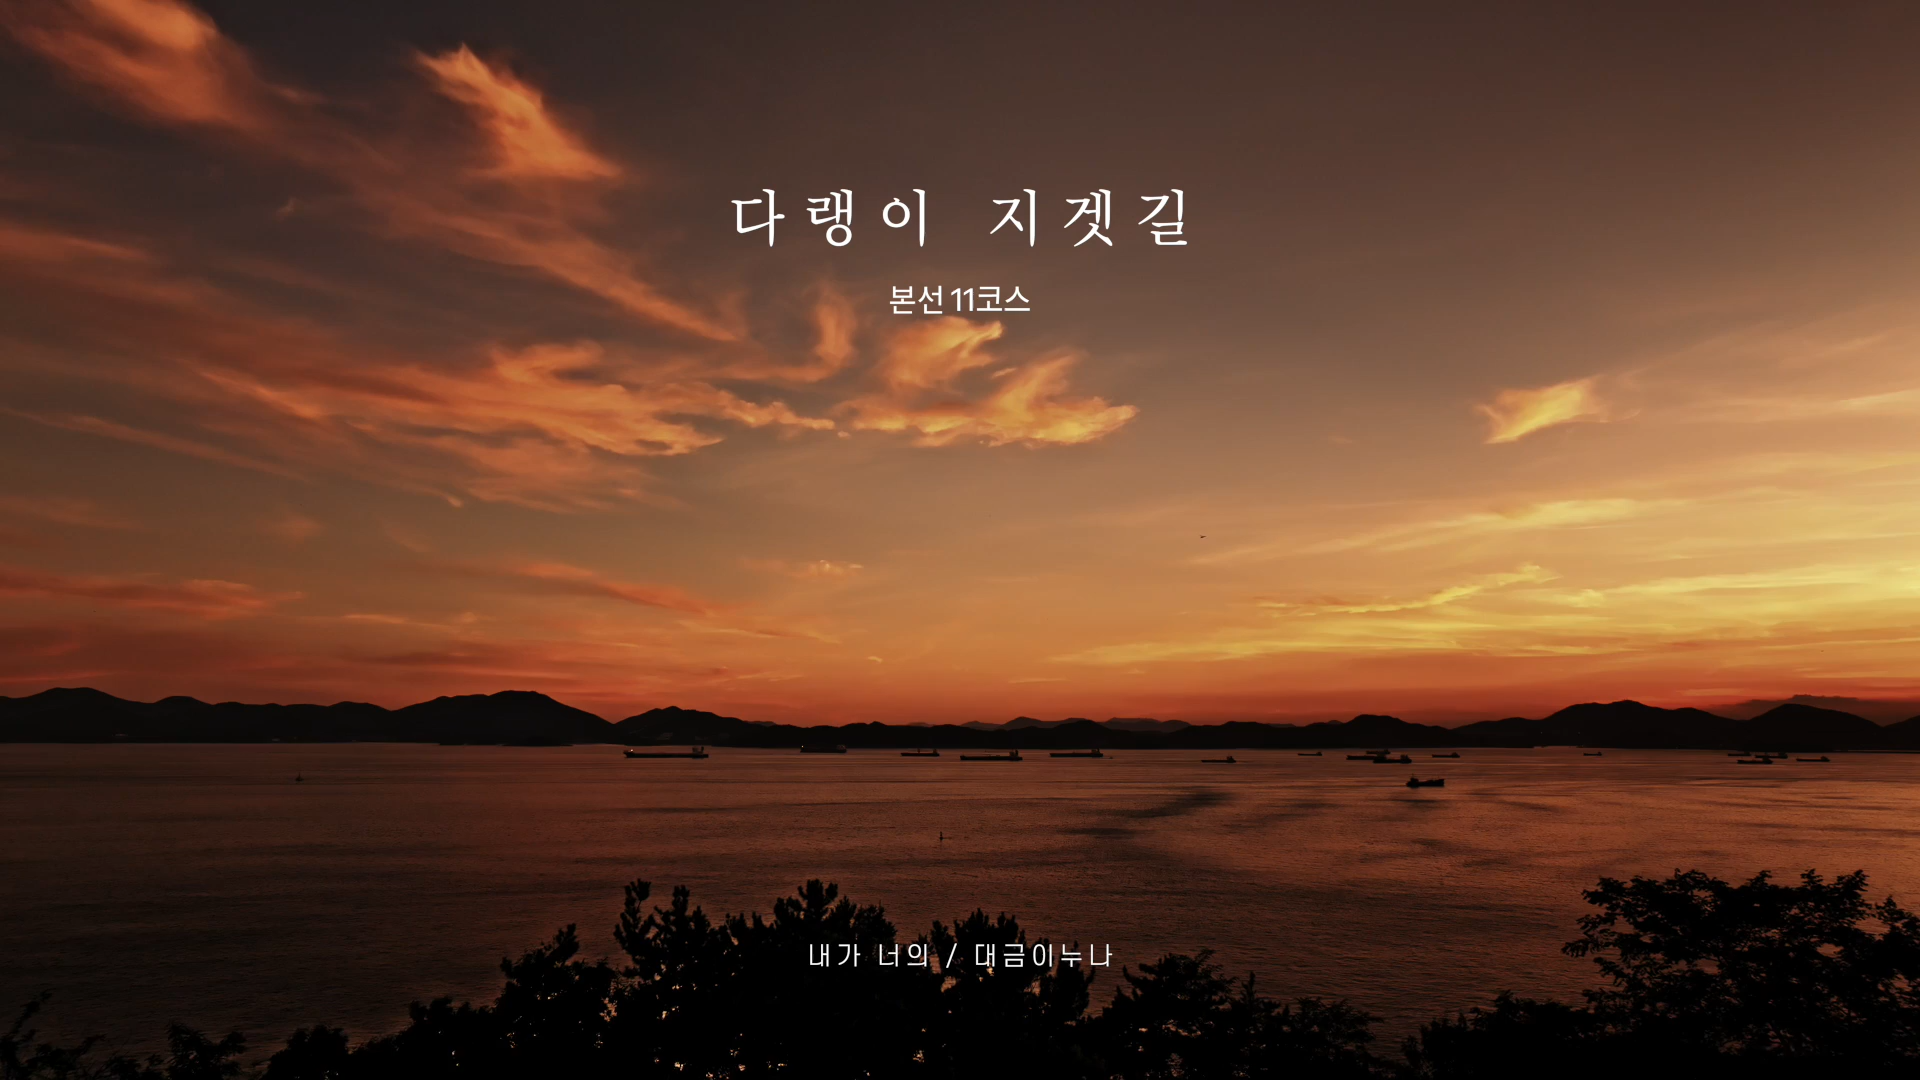 다랭이 지겟길
본선 11코스
내가 너의 / 대금이누나